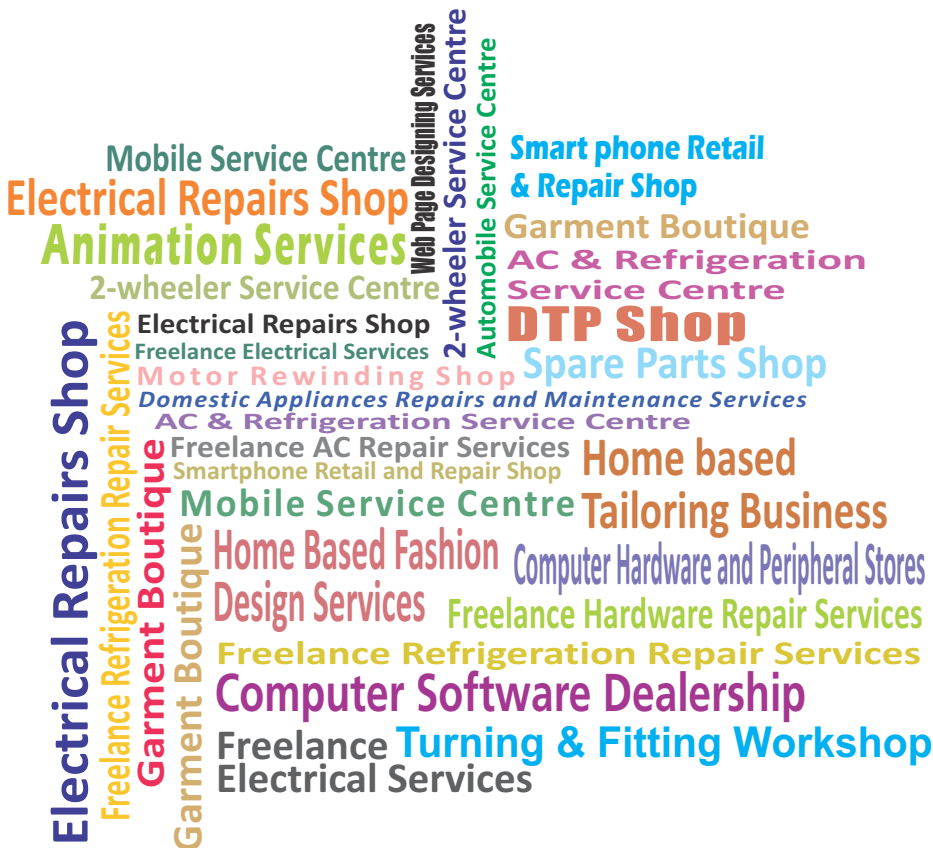 Web Page Designing Services
2-wheeler Service Centre
Automobile Service Centre
Mobile Service Centre
Smart phone Retail
& Repair Shop
Electrical Repairs Shop
Garment Boutique
Animation Services
AC & Refrigeration
Service Centre
2-wheeler Service Centre
DTP Shop
Electrical Repairs Shop
Freelance Refrigeration Repair Services
Electrical Repairs Shop
Freelance Electrical Services
Spare Parts Shop
Motor Rewinding Shop
Domestic Appliances Repairs and Maintenance Services
AC & Refrigeration Service Centre
Garment Boutique
Freelance AC Repair Services
Home based
Tailoring Business
Smartphone Retail and Repair Shop
Mobile Service Centre
Garment Boutique
Home Based Fashion
Design Services
Computer Hardware and Peripheral Stores
Freelance Hardware Repair Services
Freelance Refrigeration Repair Services
Computer Software Dealership
Freelance
Electrical Services
Turning & Fitting Workshop